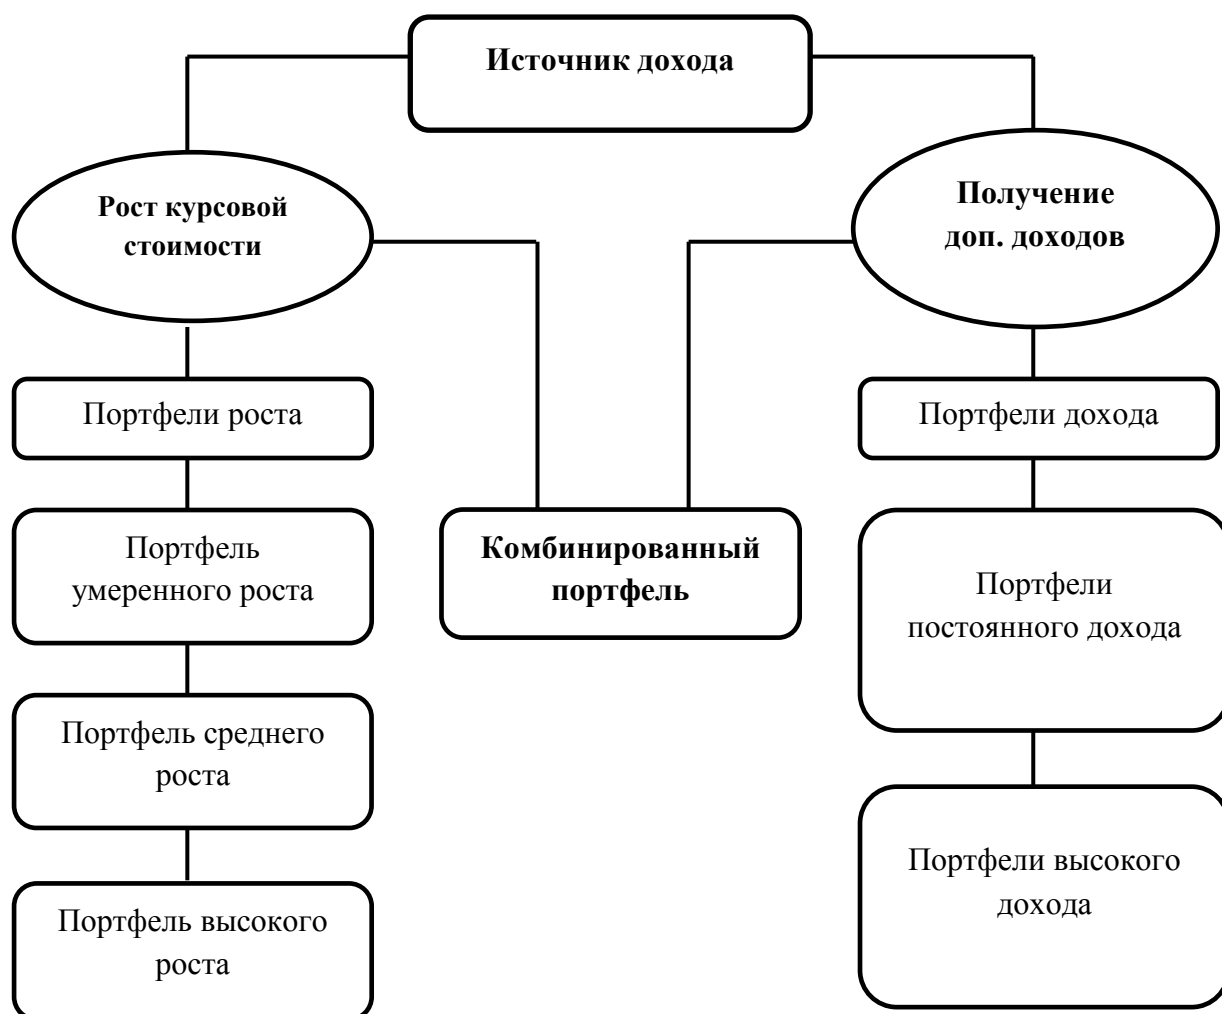 Источник дохода
Рост курсовой
стоимости
Получение
доп. доходов
Портфели роста
Портфели дохода
Портфель
умеренного роста
Комбинированный
портфель
Портфели
постоянного дохода
Портфель среднего
роста
Портфели высокого
дохода
Портфель высокого
роста